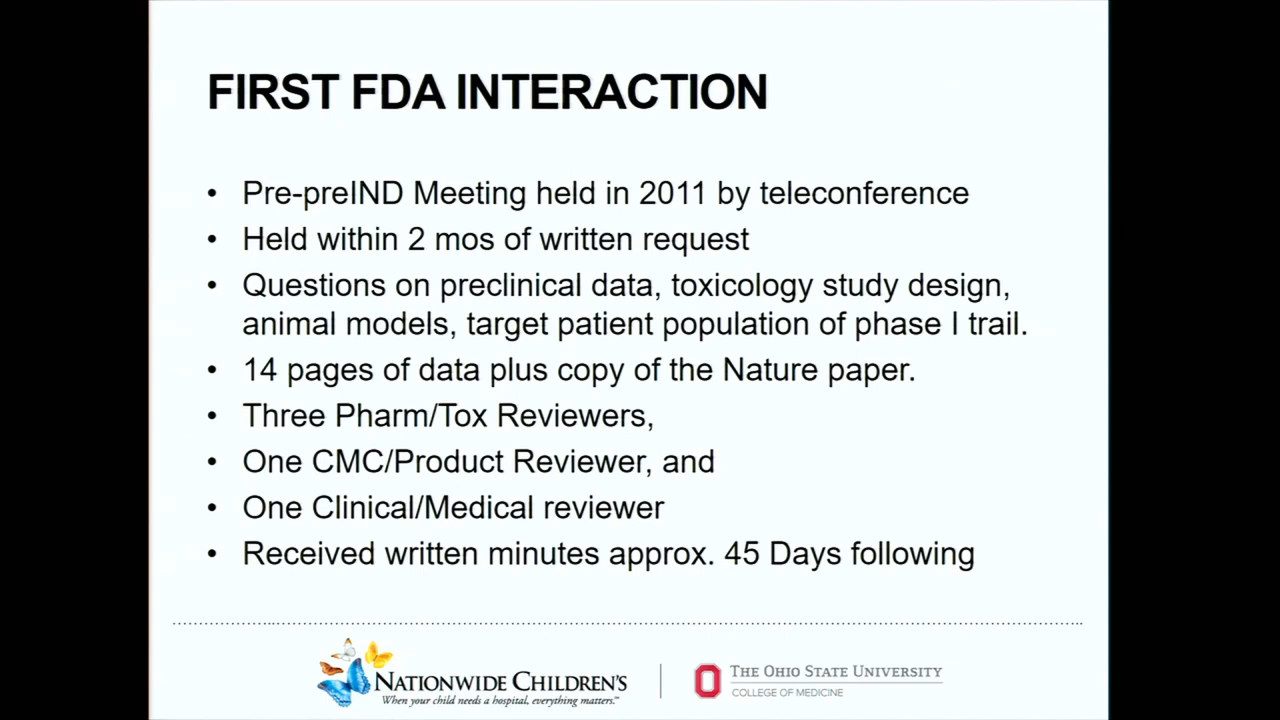 FIRST FDA INTERACTION
• Pre-preIND Meeting held in 2011 by teleconference
• Held within 2 mos of written request
• Questions on preclinical data, toxicology study design,
animal models, target patient population of phase I trail.
• 14 pages of data plus copy of the Nature paper.
• Three Pharm/Tox Reviewers,
• One CMC/Product Reviewer, and
• One Clinical/Medical reviewer
• Received written minutes approx. 45 Days following
NATIONWIDE CHILDREN'S
When your child needs a hospital, everything matters.™
THE OHIO STATE UNIVERSITY
COLLEGE OF MEDICINE